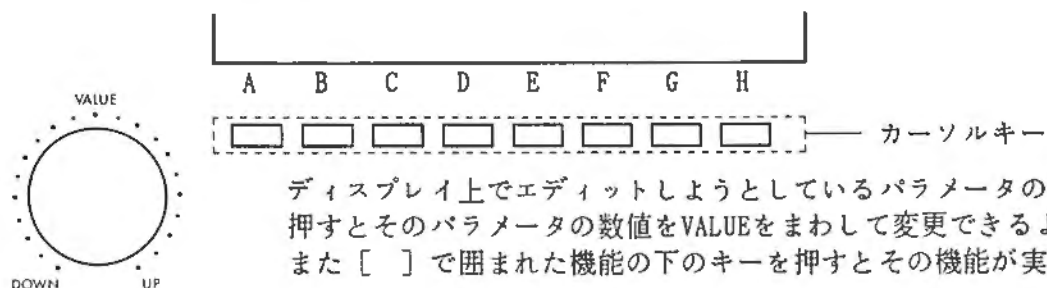 A B C D E F G H
VALUE
カーソルキー
ディスプレイ上でエディットしようとしているパラメータの
押すとそのパラメータの数値をVALUEをまわして変更できるよ
また [ ] で囲まれた機能の下のキーを押すとその機能が実
DOWN UP